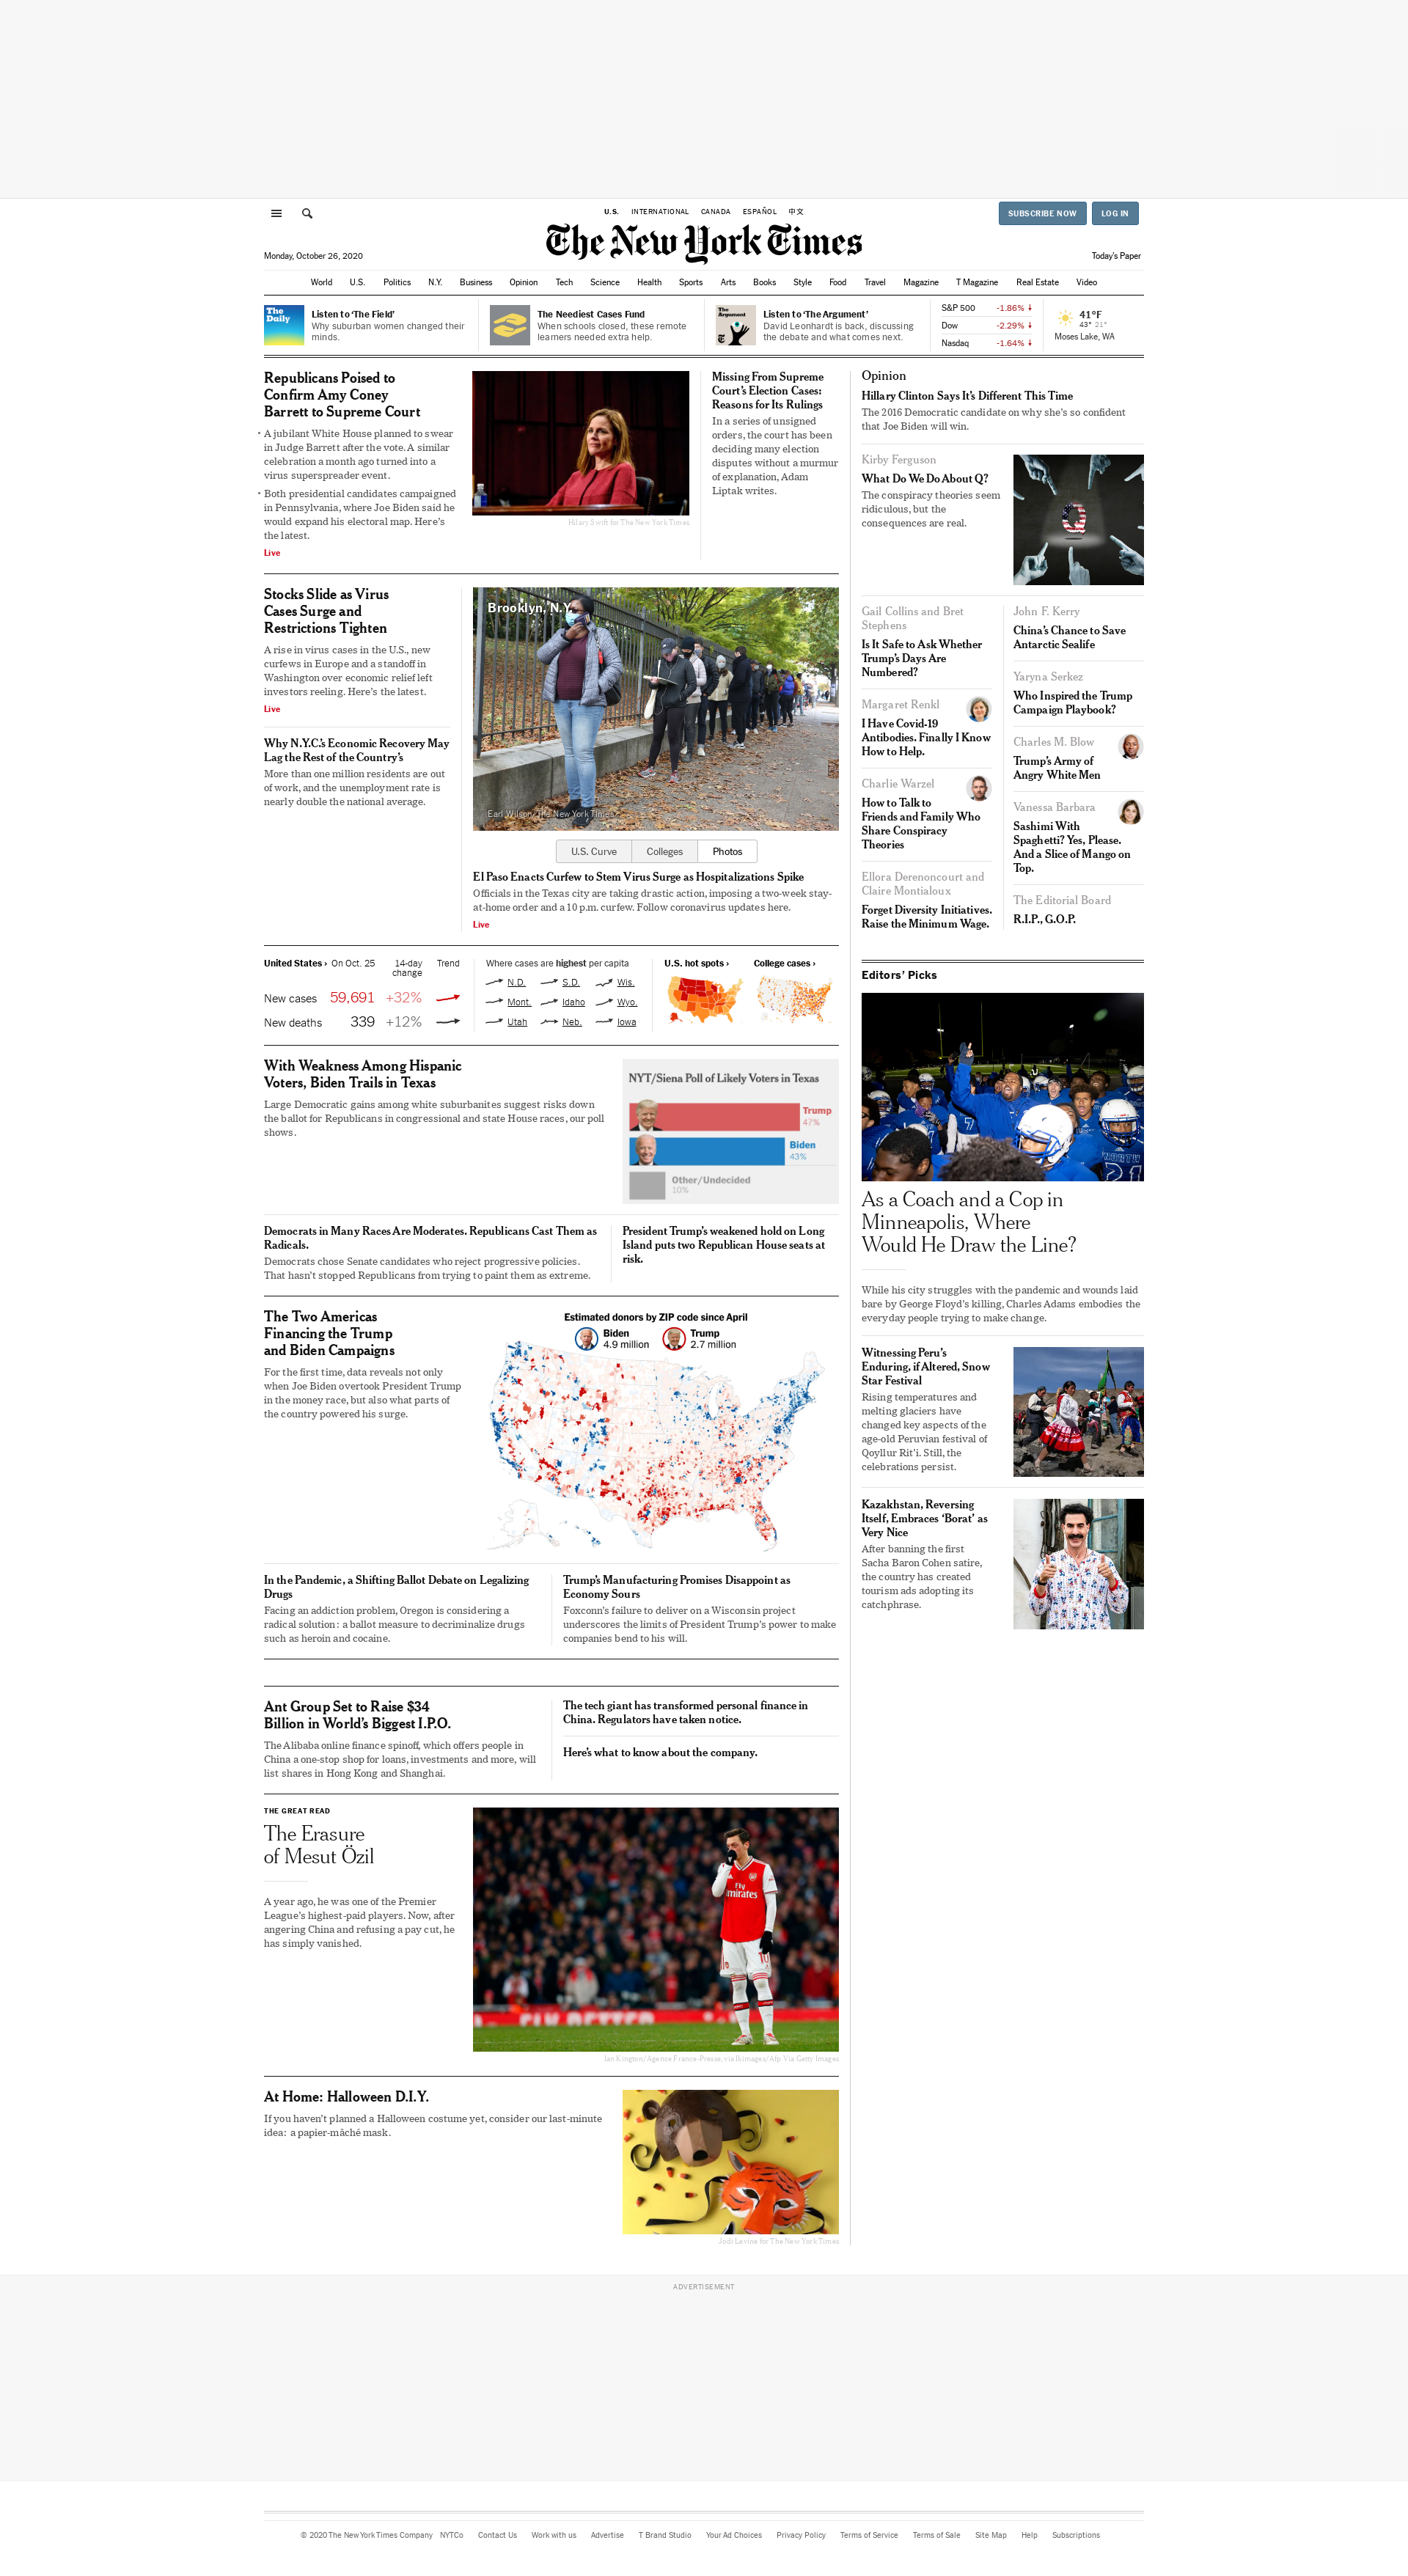 U.S. INTERNATIONAL CANADA ESPAÑOL 中文
SUBSCRIBE NOW LOG IN
The New York Times
Monday, October 26, 2020
Today's Paper
World U.S. Politics N.Y. Business Opinion Tech Science Health Sports Arts Books Style Food Travel Magazine T Magazine Real Estate Video
The Daily
Listen to ‘The Field’
Why suburban women changed their
minds.
The Neediest Cases Fund
When schools closed, these remote
learners needed extra help.
The Argument
Listen to ‘The Argument’
David Leonhardt is back, discussing
the debate and what comes next.
S&P 500 -1.86%
Dow -2.29%
Nasdaq -1.64%
41°F
43° 21°
Moses Lake, WA
Republicans Poised to
Confirm Amy Coney
Barrett to Supreme Court
• A jubilant White House planned to swear
in Judge Barrett after the vote. A similar
celebration a month ago turned into a
virus superspreader event.
• Both presidential candidates campaigned
in Pennsylvania, where Joe Biden said he
would expand his electoral map. Here’s
the latest.
Live
Hilary Swift for The New York Times
Missing From Supreme
Court’s Election Cases:
Reasons for Its Rulings
In a series of unsigned
orders, the court has been
deciding many election
disputes without a murmur
of explanation, Adam
Liptak writes.
Stocks Slide as Virus
Cases Surge and
Restrictions Tighten
A rise in virus cases in the U.S., new
curfews in Europe and a standoff in
Washington over economic relief left
investors reeling. Here’s the latest.
Live
Why N.Y.C.’s Economic Recovery May
Lag the Rest of the Country’s
More than one million residents are out
of work, and the unemployment rate is
nearly double the national average.
Brooklyn, N.Y.
Earl Wilson/The New York Times
U.S. Curve Colleges Photos
El Paso Enacts Curfew to Stem Virus Surge as Hospitalizations Spike
Officials in the Texas city are taking drastic action, imposing a two-week stay-
at-home order and a 10 p.m. curfew. Follow coronavirus updates here.
Live
United States › On Oct. 25 14-day
change Trend
New cases 59,691 +32%
New deaths 339 +12%
Where cases are highest per capita
N.D. S.D. Wis.
Mont. Idaho Wyo.
Utah Neb. Iowa
U.S. hot spots › College cases ›
With Weakness Among Hispanic
Voters, Biden Trails in Texas
Large Democratic gains among white suburbanites suggest risks down
the ballot for Republicans in congressional and state House races, our poll
shows.
NYT/Siena Poll of Likely Voters in Texas
Trump
47%
Biden
43%
Other/Undecided
10%
Democrats in Many Races Are Moderates. Republicans Cast Them as
Radicals.
Democrats chose Senate candidates who reject progressive policies.
That hasn’t stopped Republicans from trying to paint them as extreme.
President Trump’s weakened hold on Long
Island puts two Republican House seats at
risk.
The Two Americas
Financing the Trump
and Biden Campaigns
For the first time, data reveals not only
when Joe Biden overtook President Trump
in the money race, but also what parts of
the country powered his surge.
Estimated donors by ZIP code since April
Biden
4.9 million
Trump
2.7 million
In the Pandemic, a Shifting Ballot Debate on Legalizing
Drugs
Facing an addiction problem, Oregon is considering a
radical solution: a ballot measure to decriminalize drugs
such as heroin and cocaine.
Trump’s Manufacturing Promises Disappoint as
Economy Sours
Foxconn’s failure to deliver on a Wisconsin project
underscores the limits of President Trump’s power to make
companies bend to his will.
Ant Group Set to Raise $34
Billion in World’s Biggest I.P.O.
The Alibaba online finance spinoff, which offers people in
China a one-stop shop for loans, investments and more, will
list shares in Hong Kong and Shanghai.
The tech giant has transformed personal finance in
China. Regulators have taken notice.
Here’s what to know about the company.
THE GREAT READ
The Erasure
of Mesut Özil
A year ago, he was one of the Premier
League’s highest-paid players. Now, after
angering China and refusing a pay cut, he
has simply vanished.
Fly
Emirates
Ian Kington/Agence France-Presse, via Ikimages/Afp Via Getty Images
At Home: Halloween D.I.Y.
If you haven’t planned a Halloween costume yet, consider our last-minute
idea: a papier-mâché mask.
Jodi Levine for The New York Times
Opinion
Hillary Clinton Says It’s Different This Time
The 2016 Democratic candidate on why she’s so confident
that Joe Biden will win.
Kirby Ferguson
What Do We Do About Q?
The conspiracy theories seem
ridiculous, but the
consequences are real.
Gail Collins and Bret
Stephens
Is It Safe to Ask Whether
Trump’s Days Are
Numbered?
Margaret Renkl
I Have Covid-19
Antibodies. Finally I Know
How to Help.
Charlie Warzel
How to Talk to
Friends and Family Who
Share Conspiracy
Theories
Ellora Derenoncourt and
Claire Montialoux
Forget Diversity Initiatives.
Raise the Minimum Wage.
John F. Kerry
China’s Chance to Save
Antarctic Sealife
Yaryna Serkez
Who Inspired the Trump
Campaign Playbook?
Charles M. Blow
Trump’s Army of
Angry White Men
Vanessa Barbara
Sashimi With
Spaghetti? Yes, Please.
And a Slice of Mango on
Top.
The Editorial Board
R.I.P., G.O.P.
Editors’ Picks
NORTH
21
As a Coach and a Cop in
Minneapolis, Where
Would He Draw the Line?
While his city struggles with the pandemic and wounds laid
bare by George Floyd’s killing, Charles Adams embodies the
everyday people trying to make change.
Witnessing Peru’s
Enduring, if Altered, Snow
Star Festival
Rising temperatures and
melting glaciers have
changed key aspects of the
age-old Peruvian festival of
Qoyllur Rit’i. Still, the
celebrations persist.
Kazakhstan, Reversing
Itself, Embraces ‘Borat’ as
Very Nice
After banning the first
Sacha Baron Cohen satire,
the country has created
tourism ads adopting its
catchphrase.
ADVERTISEMENT
© 2020 The New York Times Company NYTCo Contact Us Work with us Advertise T Brand Studio Your Ad Choices Privacy Policy Terms of Service Terms of Sale Site Map Help Subscriptions